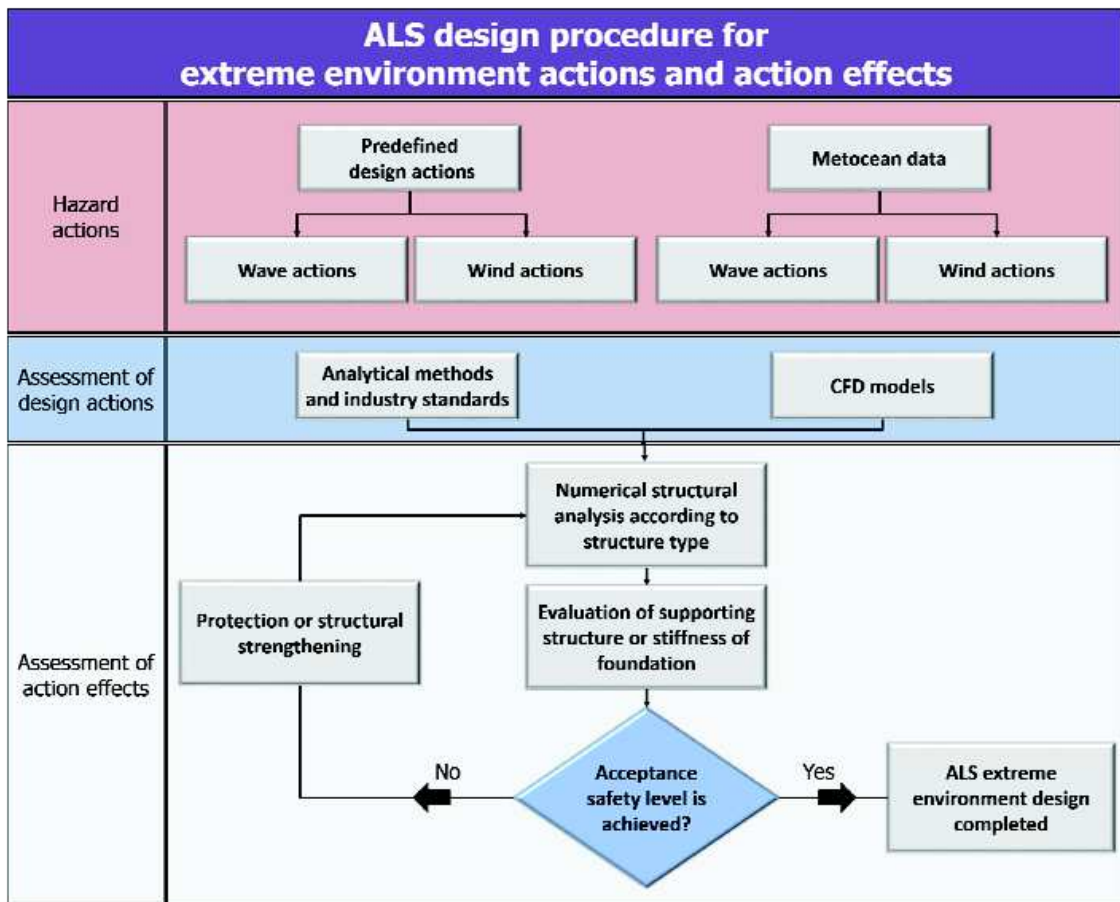 ALS design procedure for
extreme environment actions and action effects
Hazard
actions
Predefined
design actions
Metocean data
Wave actions
Wind actions
Wave actions
Wind actions
Assessment of
design actions
Analytical methods
and industry standards
CFD models
Assessment of
action effects
Numerical structural
analysis according to
structure type
Protection or structural
strengthening
Evaluation of supporting
structure or stiffness of
foundation
No
Acceptance
safety level is
achieved?
Yes
ALS extreme
environment design
completed